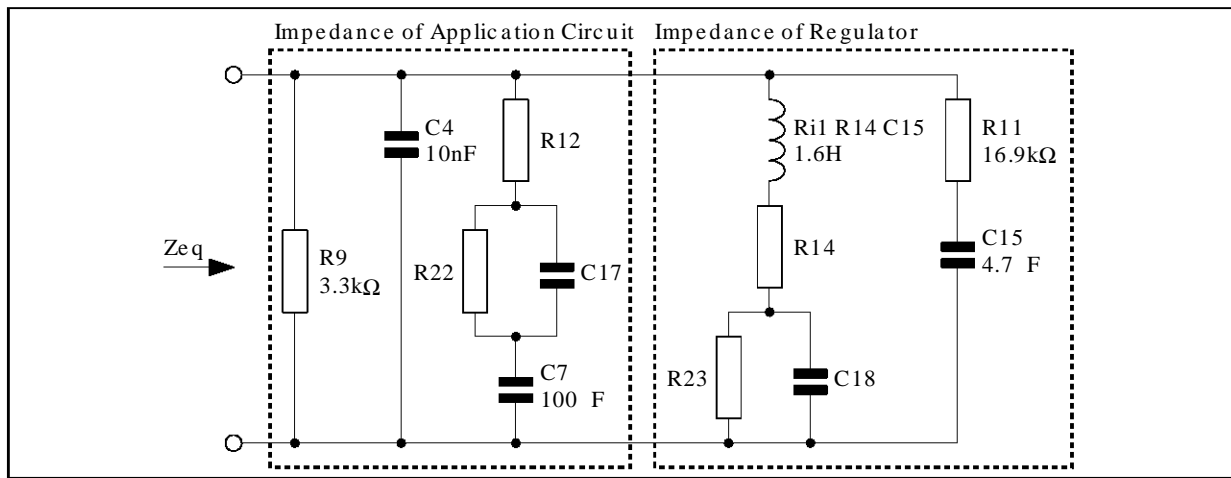 Impedance of Application Circuit
Impedance of Regulator
Zeq
R9
3.3kΩ
C4
10nF
R12
R22
C17
C7
100 F
Ri1 R14 C15
1.6H
R14
R23
C18
R11
16.9kΩ
C15
4.7 F